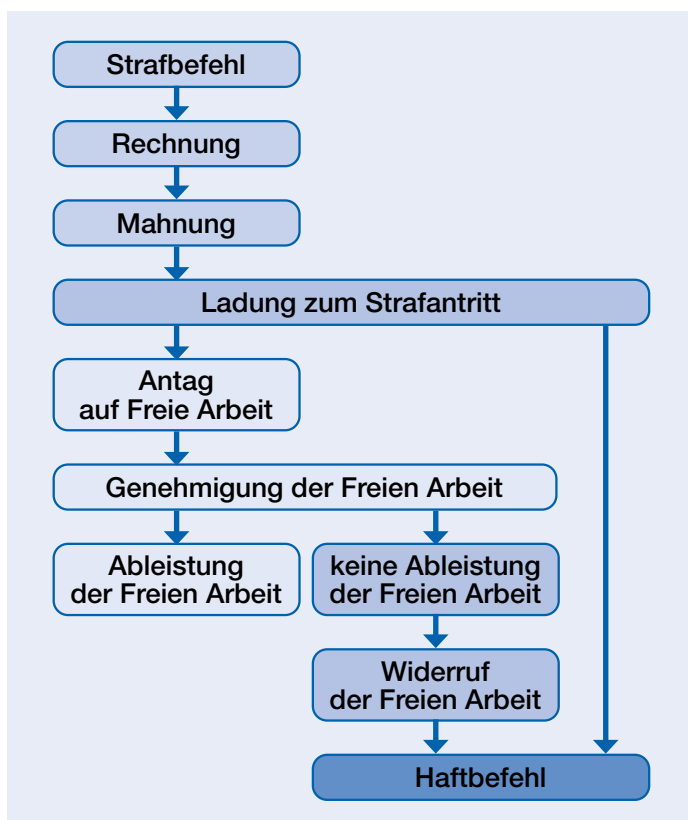 Strafbefehl
Rechnung
Mahnung
Ladung zum Strafantritt
Antag
auf Freie Arbeit
Genehmigung der Freien Arbeit
Ableistung
der Freien Arbeit
keine Ableistung
der Freien Arbeit
Widerruf
der Freien Arbeit
Haftbefehl